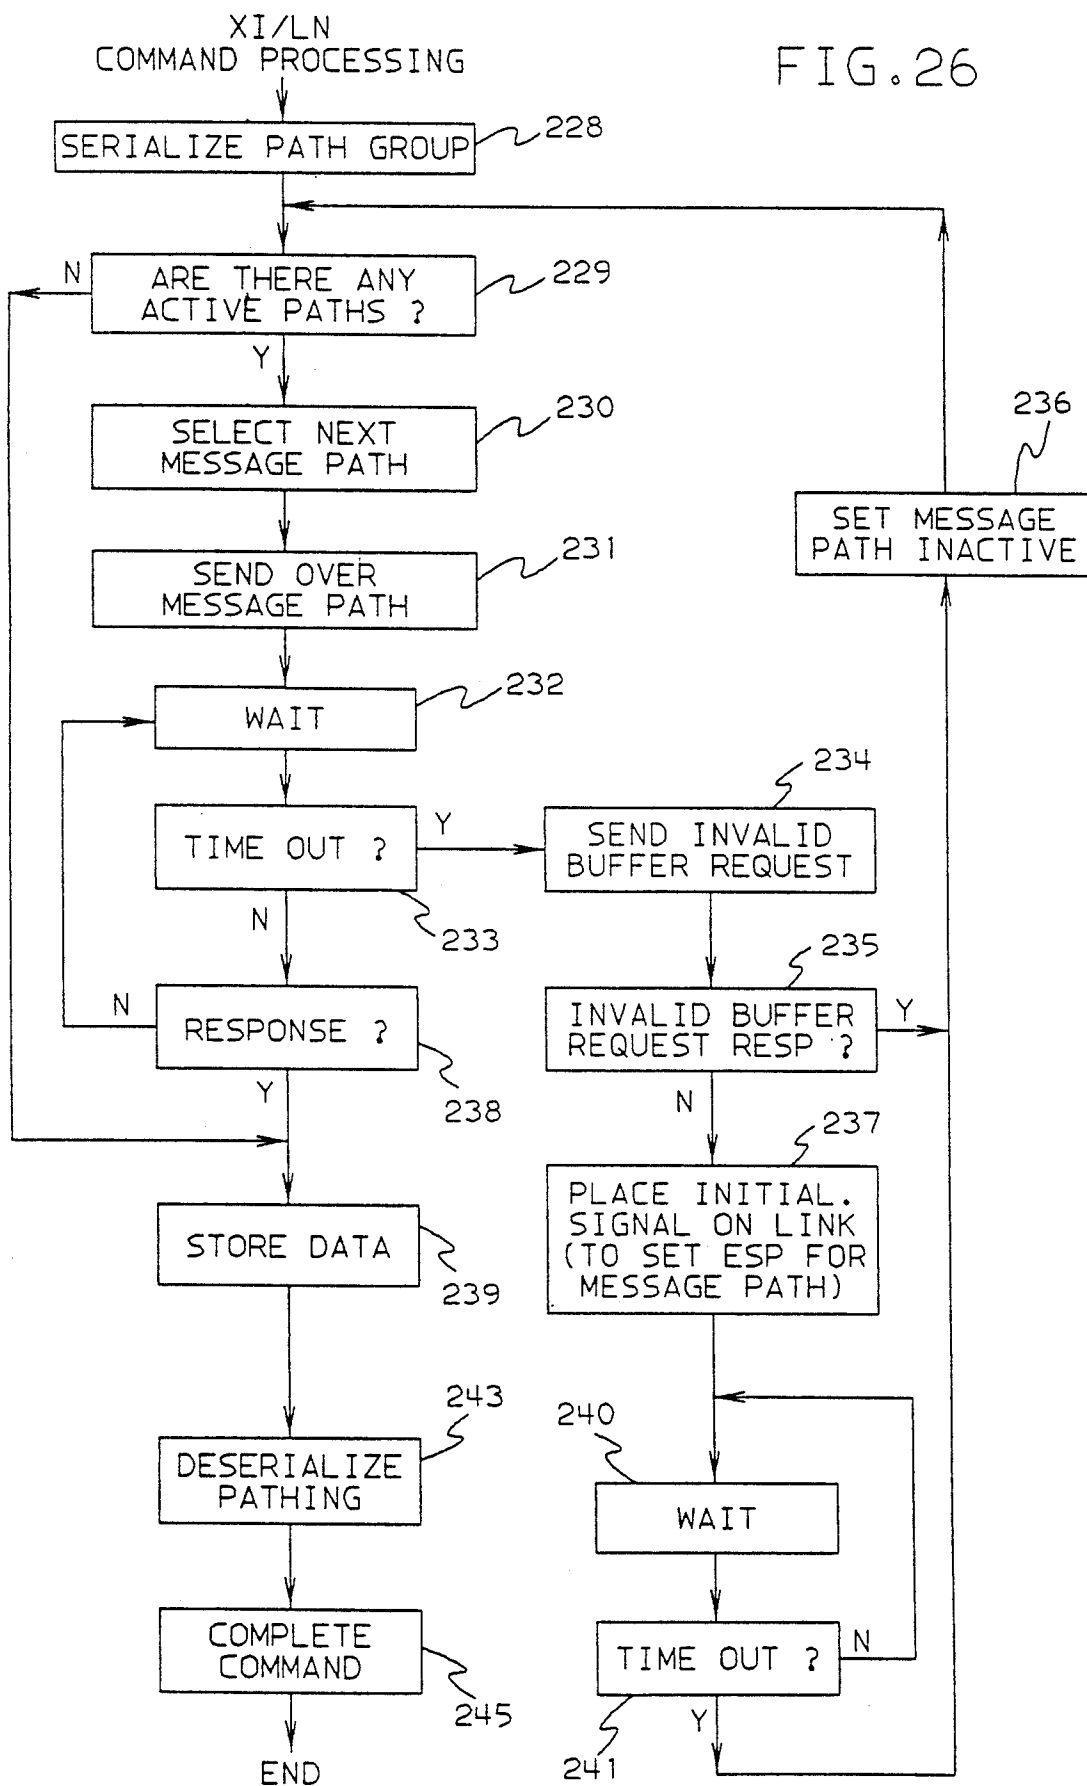 XI/LN
COMMAND PROCESSING
FIG.26
SERIALIZE PATH GROUP
228
ARE THERE ANY
ACTIVE PATHS ?
229
N
Y
SELECT NEXT
MESSAGE PATH
230
236
SET MESSAGE
PATH INACTIVE
SEND OVER
MESSAGE PATH
231
WAIT
232
TIME OUT ?
Y
233
N
234
SEND INVALID
BUFFER REQUEST
235
INVALID BUFFER
REQUEST RESP ?
Y
N
RESPONSE ?
N
238
Y
237
PLACE INITIAL.
SIGNAL ON LINK
(TO SET ESP FOR
MESSAGE PATH)
STORE DATA
239
243
DESERIALIZE
PATHING
240
WAIT
COMPLETE
COMMAND
245
TIME OUT ?
N
241
Y
END